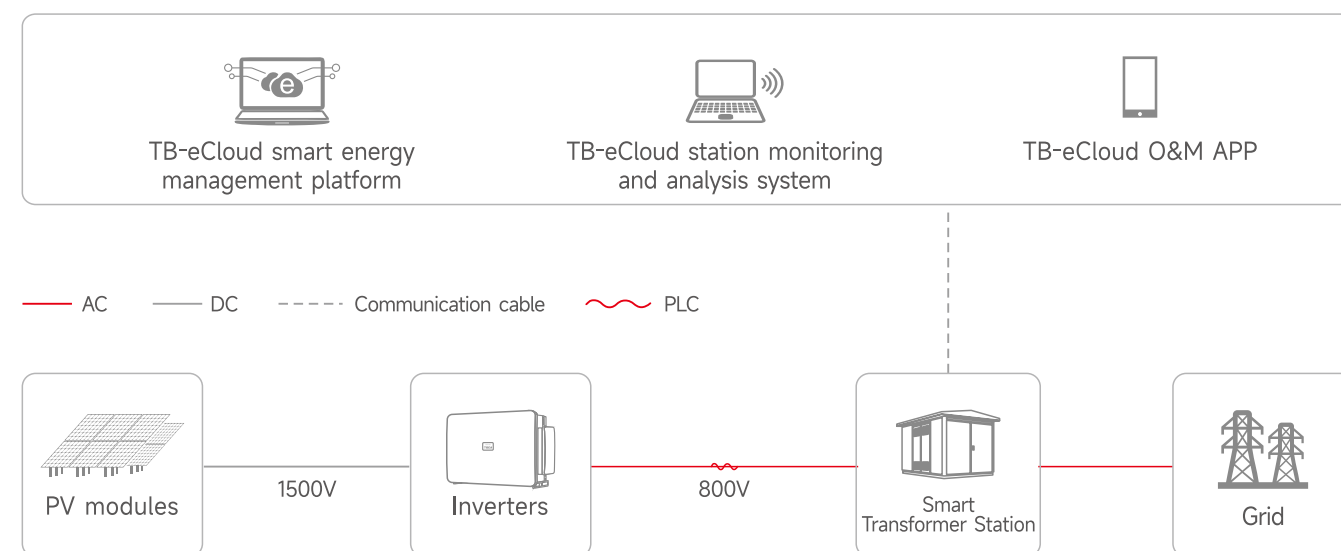 e
TB-eCloud smart energy
management platform
TB-eCloud station monitoring
and analysis system
TB-eCloud O&M APP
AC
DC
Communication cable
PLC
PV modules
1500V
Inverters
800V
Smart
Transformer Station
Grid